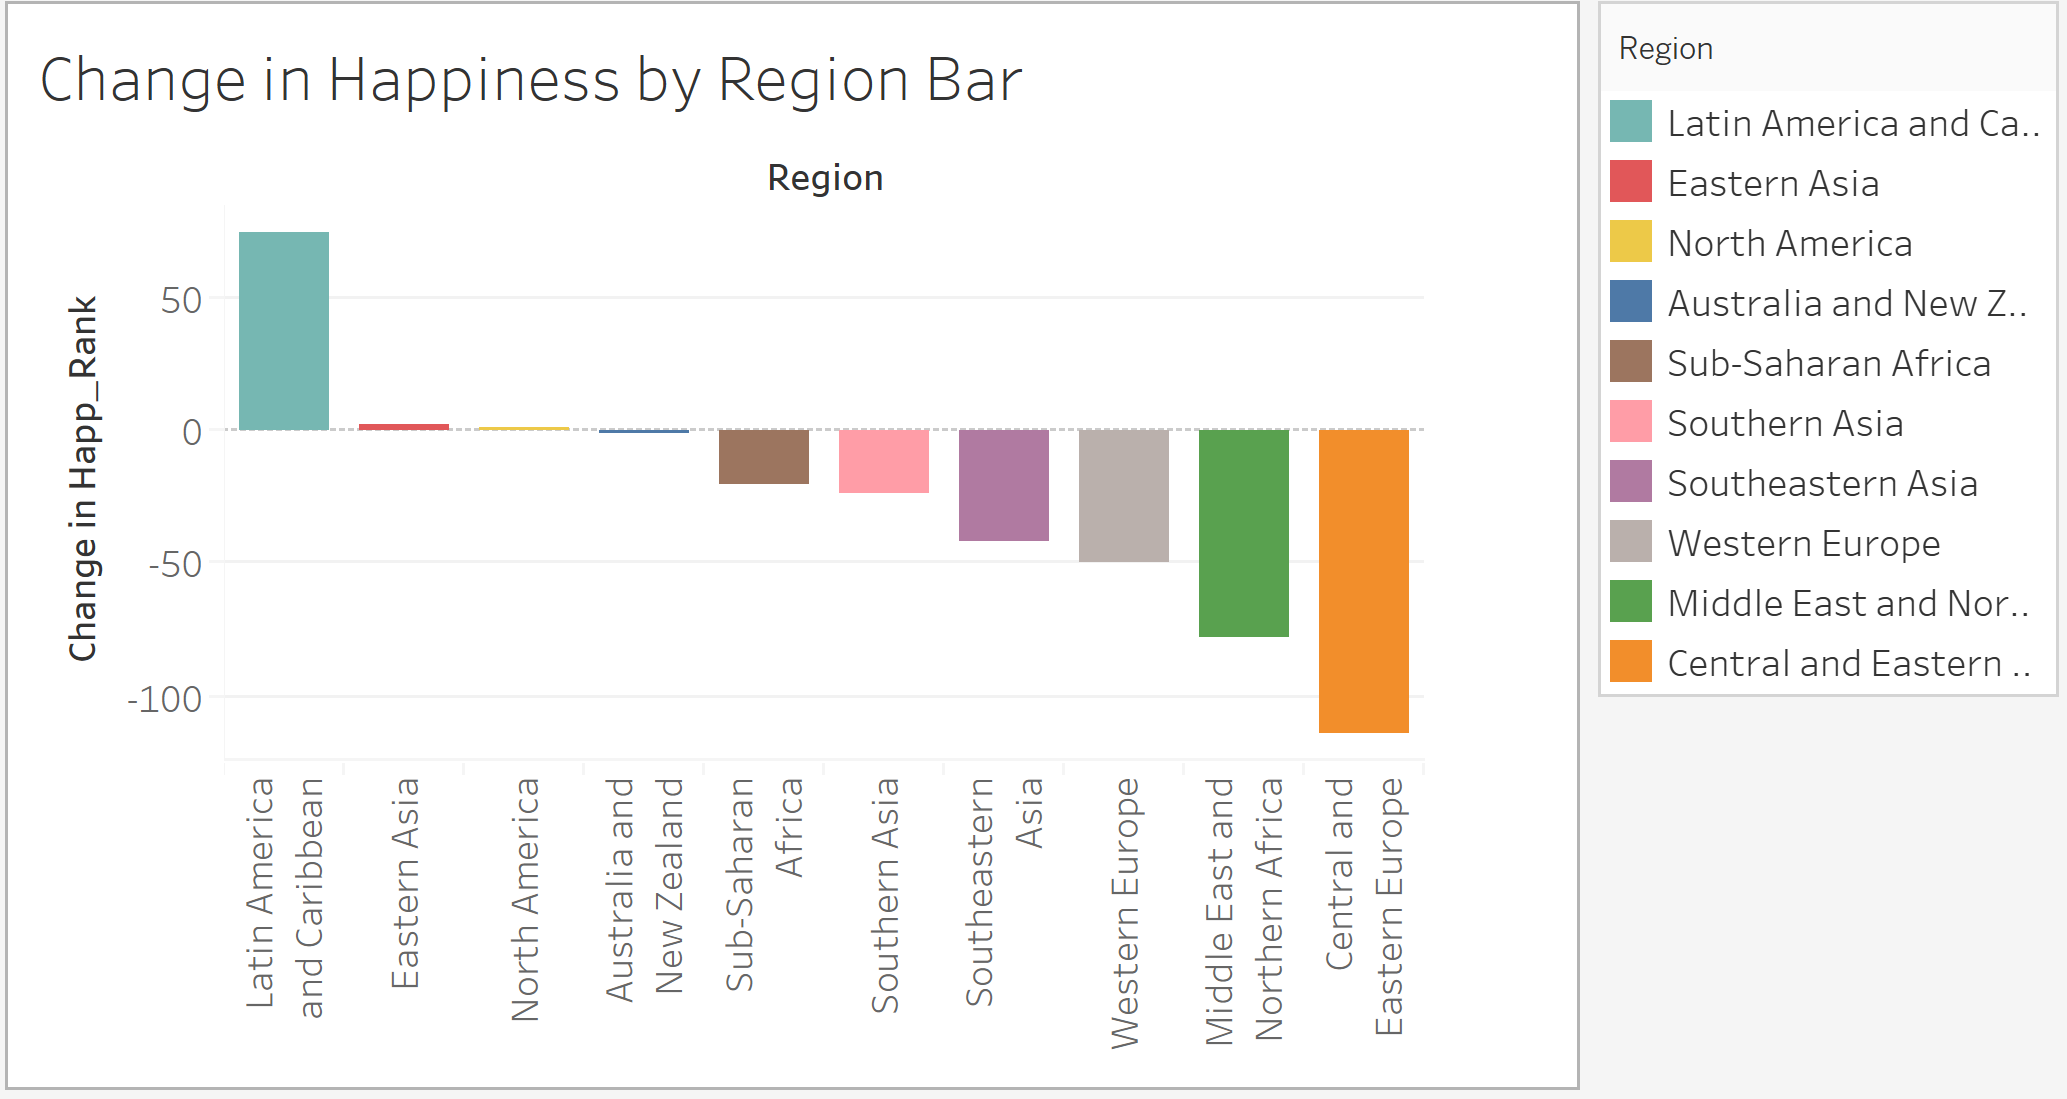 Change in Happiness by Region Bar
Region
Change in Happ_Rank
50
0
-50
-100
Latin America
and Caribbean
Eastern Asia
North America
Australia and
New Zealand
Sub-Saharan
Africa
Southern Asia
Southeastern
Asia
Western Europe
Middle East and
Northern Africa
Central and
Eastern Europe
Region
Latin America and Ca..
Eastern Asia
North America
Australia and New Z..
Sub-Saharan Africa
Southern Asia
Southeastern Asia
Western Europe
Middle East and Nor..
Central and Eastern ..